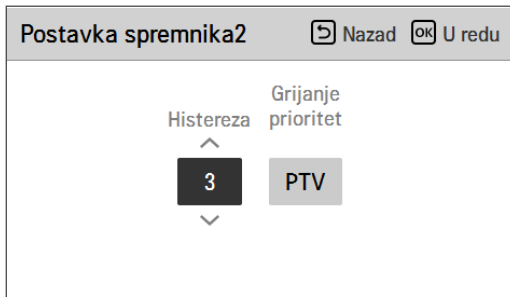 Postavka spremnika2 Nazad OK U redu
Histereza Grijanje prioritet
3 PTV